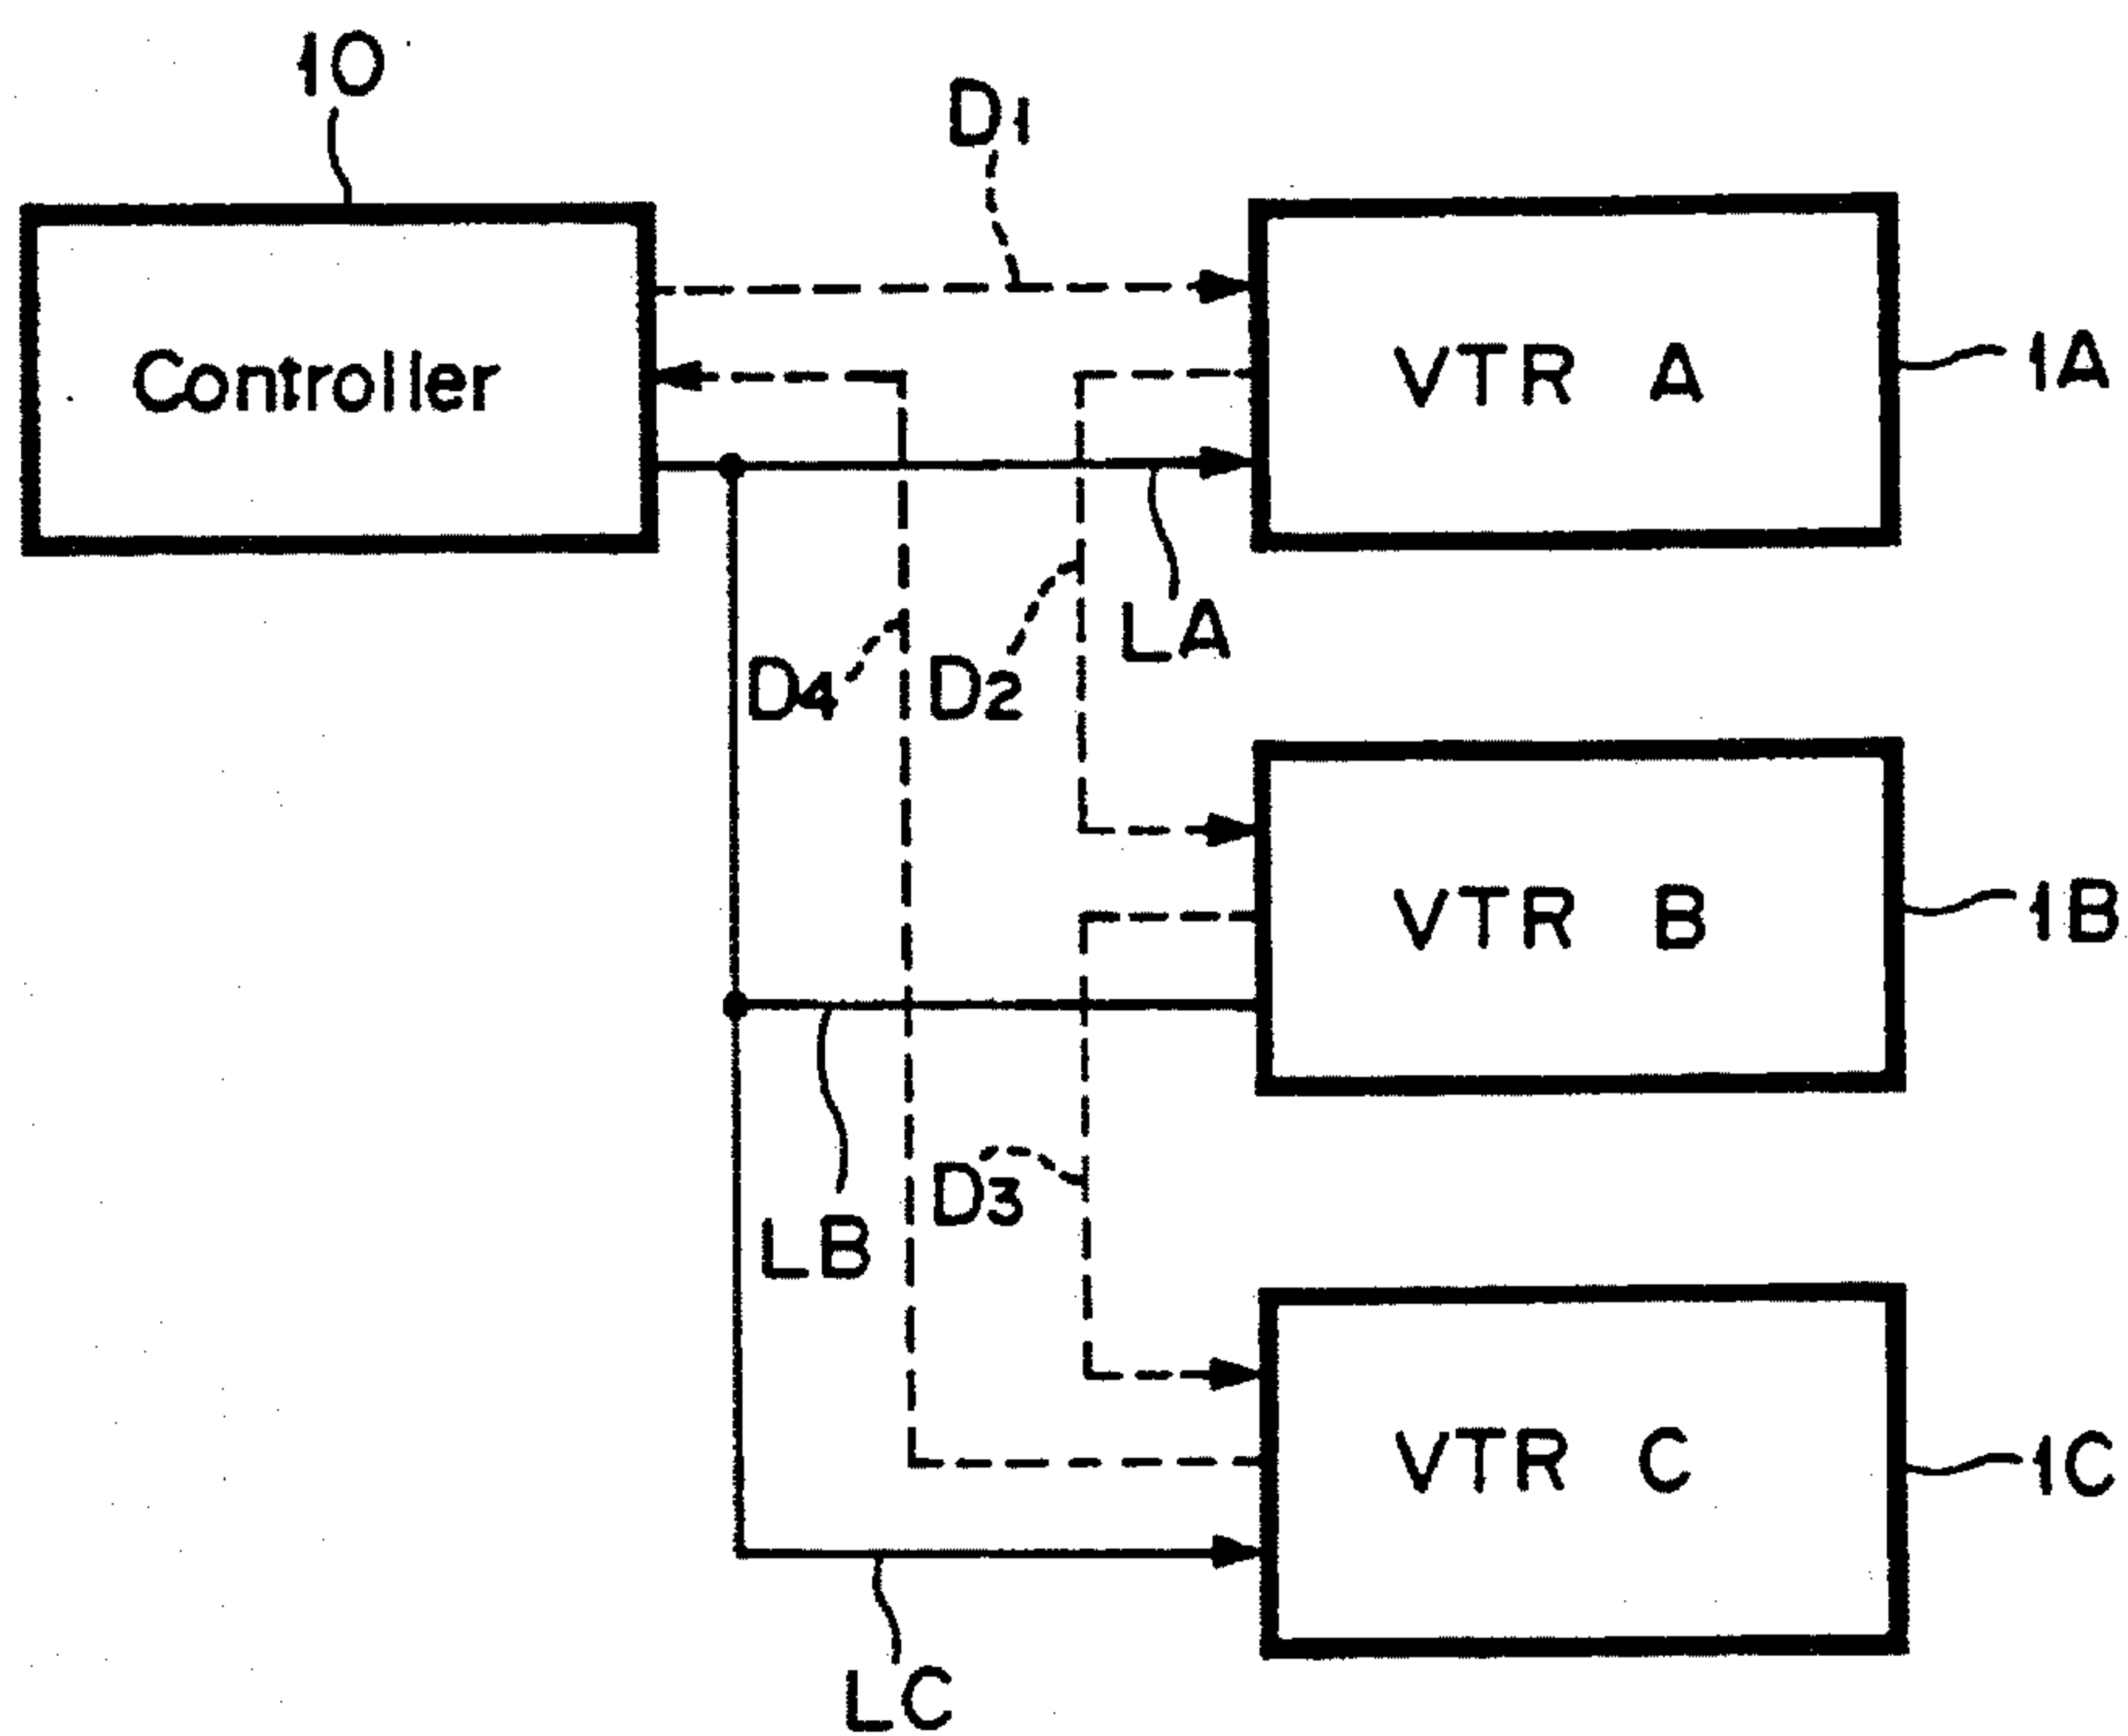 10
D1
Controller
VTR A
1A
LA
D4
D2
VTR B
1B
D3
LB
VTR C
1C
LC